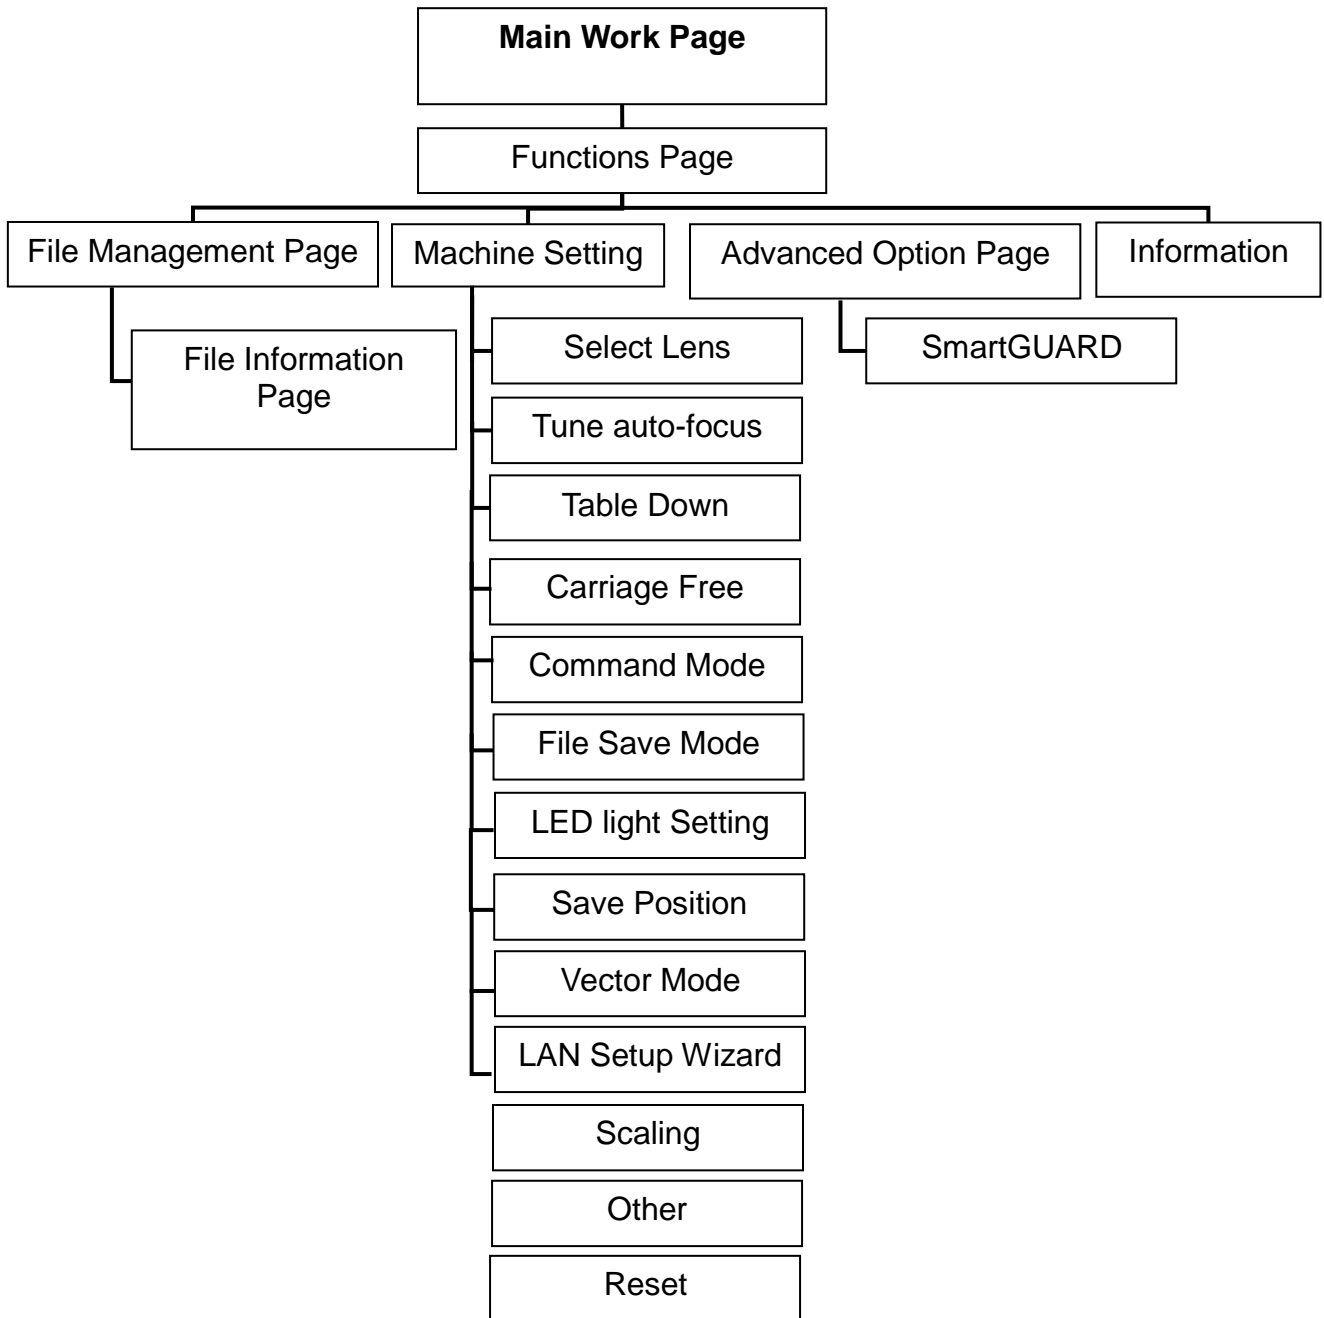 Main Work Page
Functions Page
File Management Page
Machine Setting
Advanced Option Page
Information
File Information
Page
Select Lens
SmartGUARD
Tune auto-focus
Table Down
Carriage Free
Command Mode
File Save Mode
LED light Setting
Save Position
Vector Mode
LAN Setup Wizard
Scaling
Other
Reset